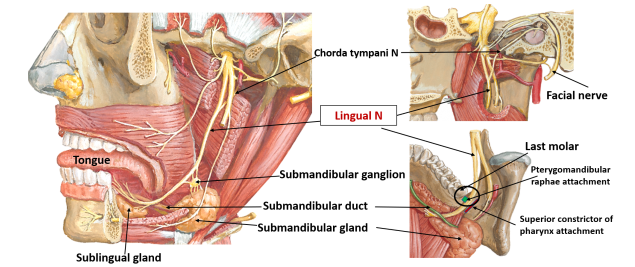 Chorda tympani N
Facial nerve
Lingual N
Tongue
Last molar
Pterygomandibular
raphae attachment
Submandibular ganglion
Submandibular duct
Superior constrictor of
pharynx attachment
Submandibular gland
Sublingual gland